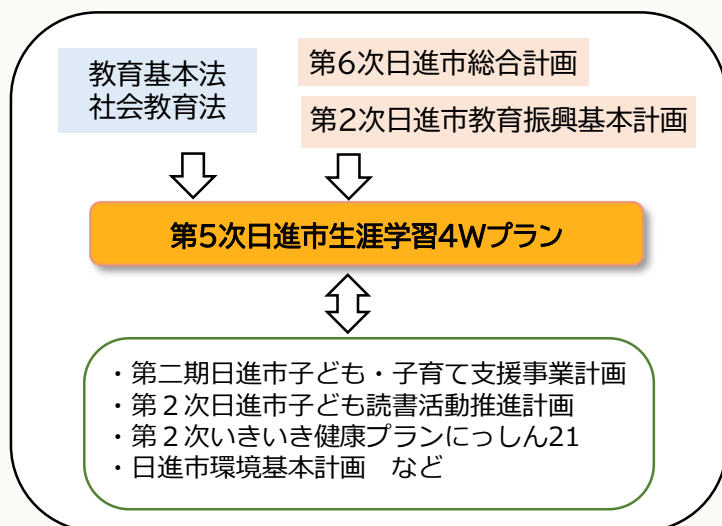 教育基本法
社会教育法
第6次日進市総合計画
第2次日進市教育振興基本計画
第5次日進市生涯学習4Wプラン
・第二期日進市子ども・子育て支援事業計画
・第２次日進市子ども読書活動推進計画
・第２次いきいき健康プランにっしん21
・日進市環境基本計画　など